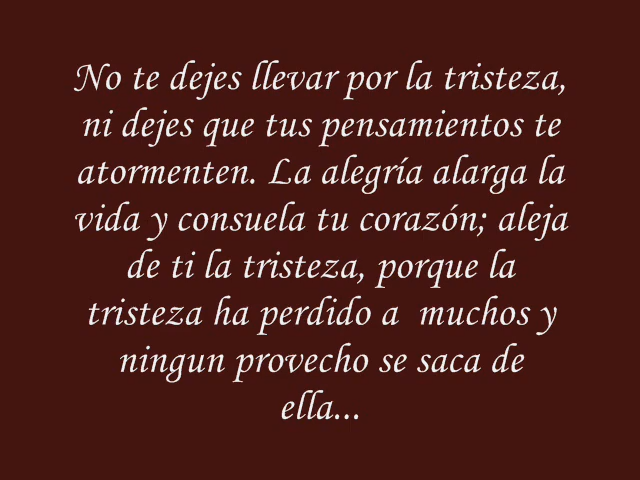 No te dejes llevar por la tristeza,
ni dejes que tus pensamientos te
atormenten. La alegría alarga la
vida y consuela tu corazón; aleja
de ti la tristeza, porque la
tristeza ha perdido a  muchos y
ningun provecho se saca de
ella...